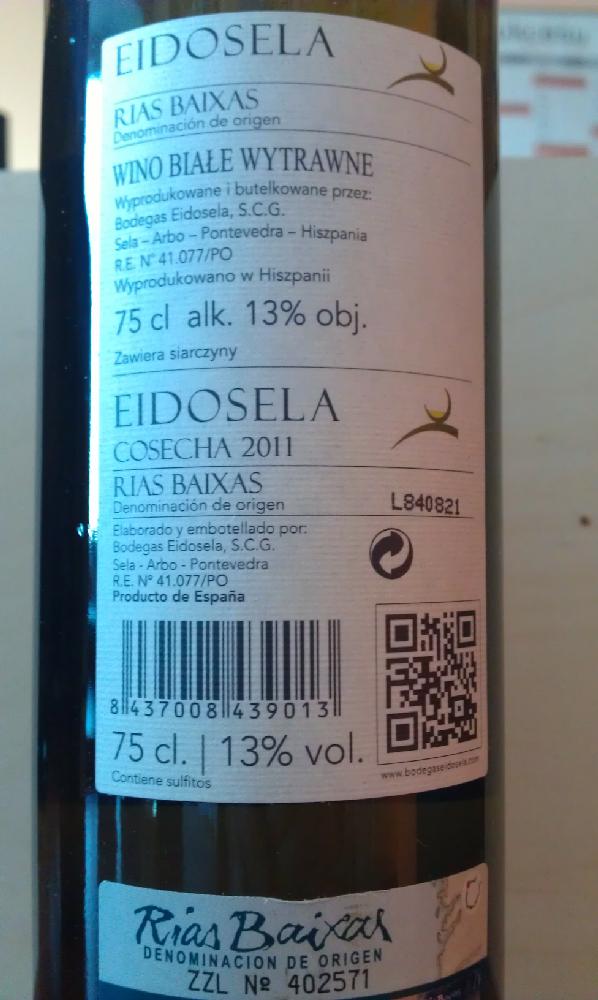 EIDOSELA
RIAS BAIXAS
Denominación de origen
WINO BIAŁE WYTRAWNE
Wyprodukowane i butelkowane przez:
Bodegas Eidosela, S.C.G.
Sela – Arbo – Pontevedra – Hiszpania
R.E. Nº 41.077/PO
Wyprodukowano w Hiszpanii
75 cl alk. 13% obj.
Zawiera siarczyny
EIDOSELA
COSECHA 2011
RIAS BAIXAS
Denominación de origen
L840821
Elaborado y embotellado por:
Bodegas Eidosela, S.C.G.
Sela - Arbo - Pontevedra
R.E. Nº 41.077/PO
Producto de España
8 437008 439013
75 cl. | 13% vol.
www.bodegaseidosela.com
Contiene sulfitos
Rias Baixas
DENOMINACION DE ORIGEN
ZZL Nº 402571